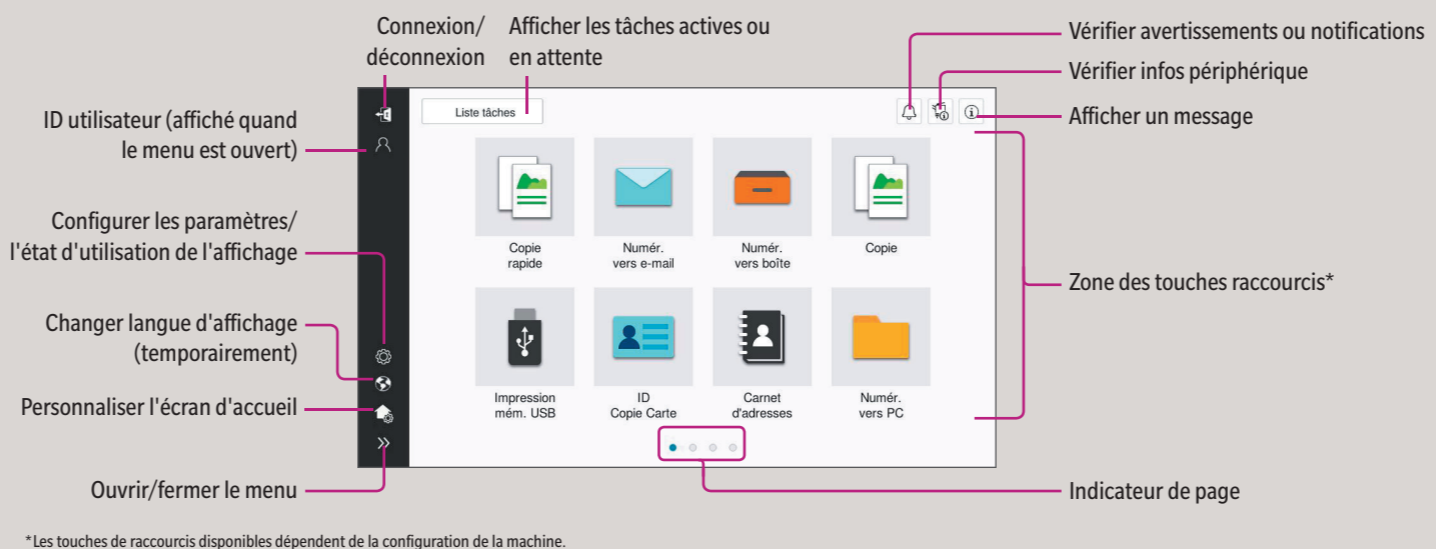 Connexion/
déconnexion
Afficher les tâches actives ou
en attente
Vérifier avertissements ou notifications
Vérifier infos périphérique
Afficher un message
ID utilisateur (affiché quand
le menu est ouvert)
Liste tâches
Configurer les paramètres/
l'état d'utilisation de l'affichage
Copie
rapide
Numér.
vers e-mail
Numér.
vers boîte
Copie
Zone des touches raccourcis*
Changer langue d'affichage
(temporairement)
Personnaliser l'écran d'accueil
Impression
mém. USB
ID
Copie Carte
Carnet
d'adresses
Numér.
vers PC
Ouvrir/fermer le menu
Indicateur de page
*Les touches de raccourcis disponibles dépendent de la configuration de la machine.